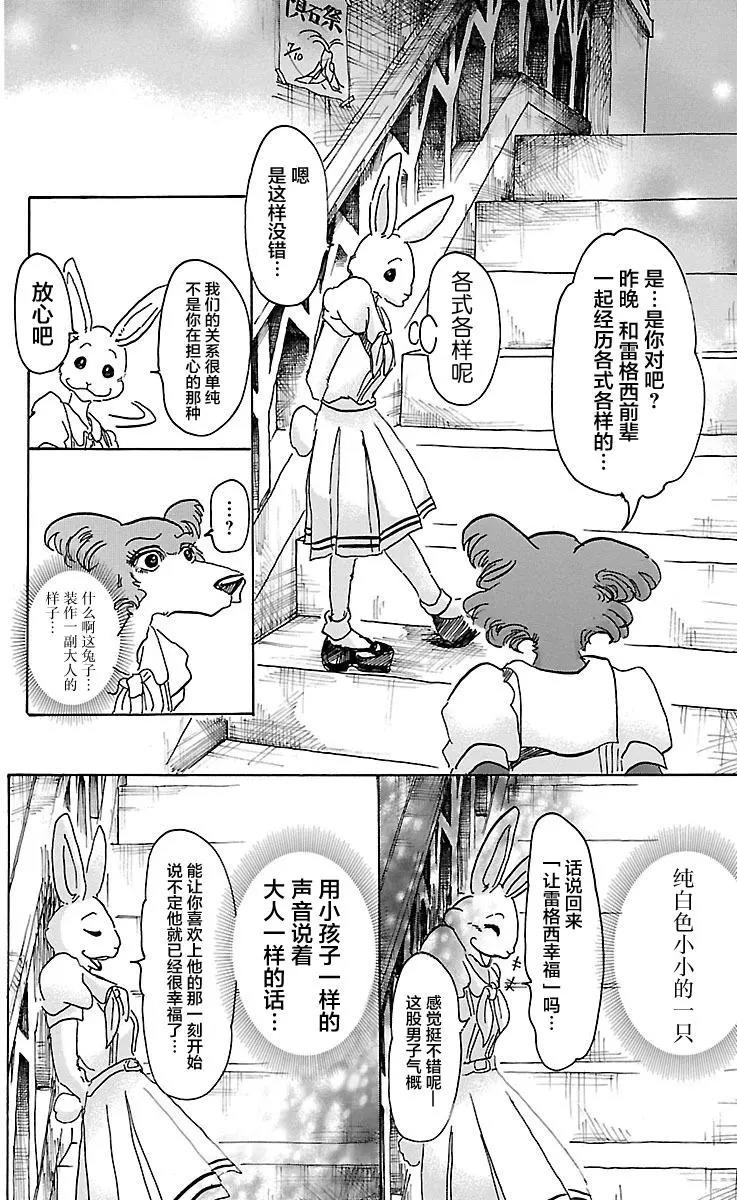 隕石祭
7/10
是…是你对吧？
昨晚 和雷格西前辈
一起经历各式各样的…
各式各样呢
嗯
是这样没错…
我们的关系很单纯
不是你在担心的那种
放心吧
…？
什么啊这兔子…
装作一副大人的
样子…
纯白色小小的一只
话说回来
「让雷格西幸福」吗…
感觉挺不错呢—
这股男子气概
用小孩子一样的
声音说着
大人一样的话…
能让你喜欢上他的那一刻开始
说不定他就已经很幸福了…